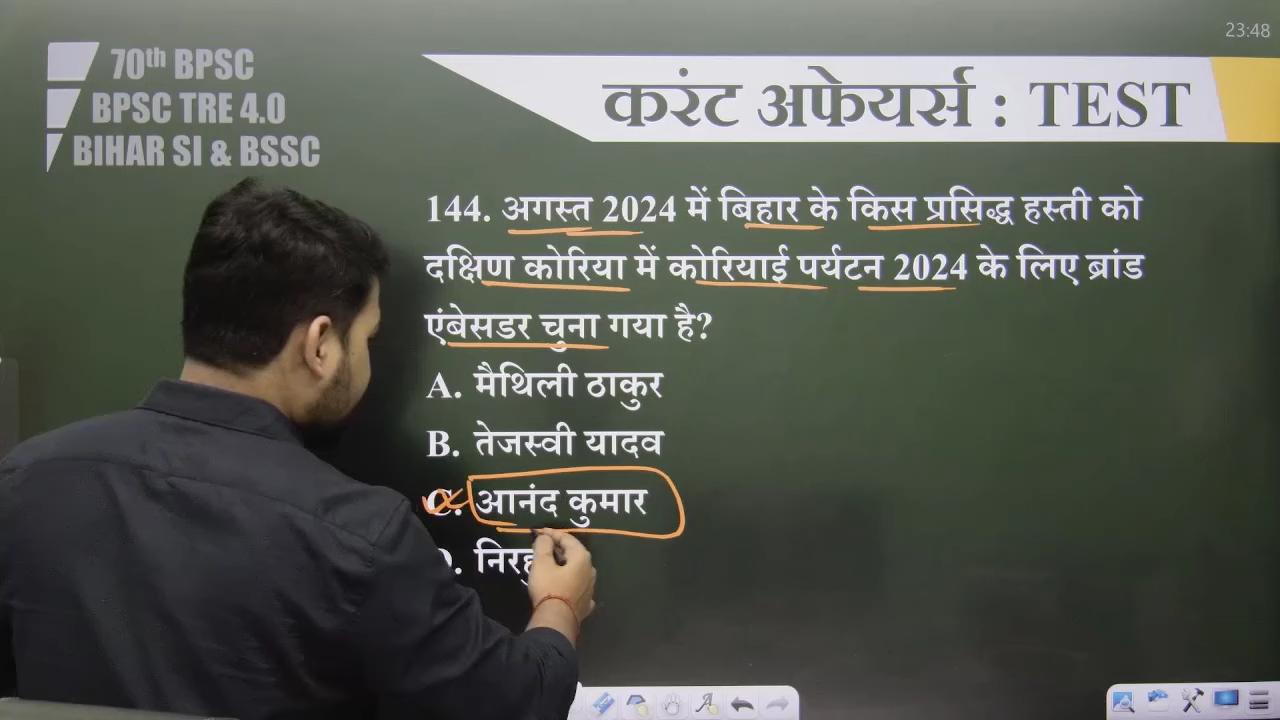 23:48
70th BPSC
BPSC TRE 4.0
BIHAR SI & BSSC
करंट अफेयर्स : TEST
144. अगस्त 2024 में बिहार के किस प्रसिद्ध हस्ती को
दक्षिण कोरिया में कोरियाई पर्यटन 2024 के लिए ब्रांड
एंबेसडर चुना गया है?
A. मैथिली ठाकुर
B. तेजस्वी यादव
C. आनंद कुमार